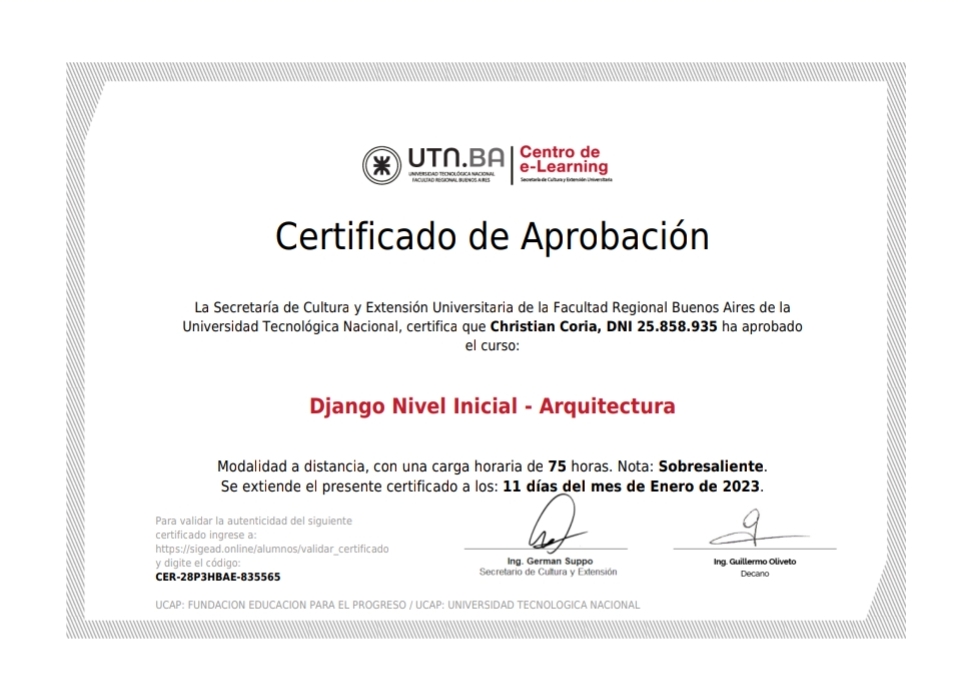 UTN.BA
UNIVERSIDAD TECNOLÓGICA NACIONAL
FACULTAD REGIONAL BUENOS AIRES
Centro de
e-Learning
Secretaría de Cultura y Extensión Universitaria
Certificado de Aprobación
La Secretaría de Cultura y Extensión Universitaria de la Facultad Regional Buenos Aires de la
Universidad Tecnológica Nacional, certifica que Christian Coria, DNI 25.858.935 ha aprobado
el curso:
Django Nivel Inicial - Arquitectura
Modalidad a distancia, con una carga horaria de 75 horas. Nota: Sobresaliente.
Se extiende el presente certificado a los: 11 días del mes de Enero de 2023.
Para validar la autenticidad del siguiente
certificado ingrese a:
https://sigead.online/alumnos/validar_certificado
y digite el código:
CER-28P3HBAE-835565
Ing. German Suppo
Secretario de Cultura y Extensión
Ing. Guillermo Oliveto
Decano
UCAP: FUNDACION EDUCACION PARA EL PROGRESO / UCAP: UNIVERSIDAD TECNOLOGICA NACIONAL